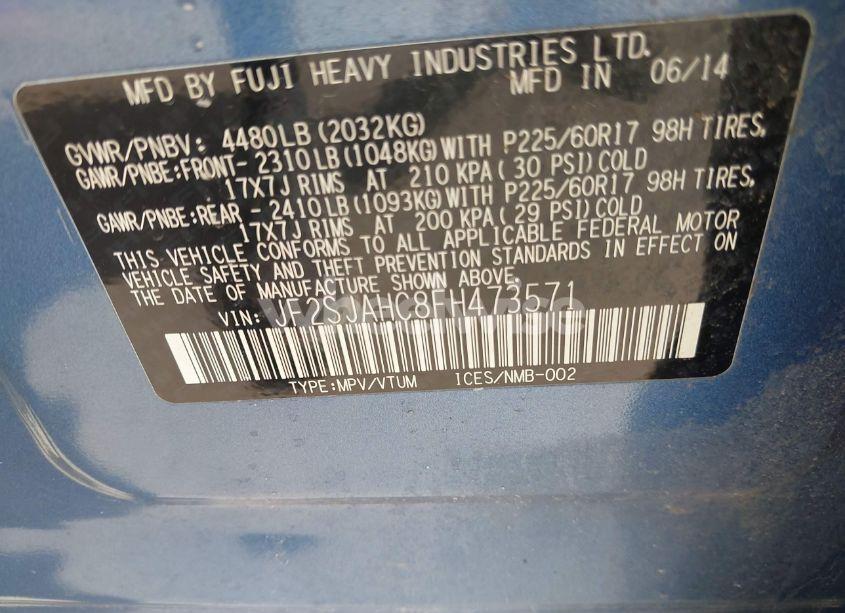 MFD BY FUJI HEAVY INDUSTRIES LTD.
MFD IN 06/14
GVWR/PNBV: 4480LB(2032KG)
GAWR/PNBE:FRONT- 2310LB(1048KG)WITH P225/60R17 98H TIRES,
17X7J RIMS AT 210 KPA( 30 PSI)COLD
GAWR/PNBE:REAR - 2410LB(1093KG)WITH P225/60R17 98H TIRES,
17X7J RIMS AT 200 KPA( 29 PSI)COLD
THIS VEHICLE CONFORMS TO ALL APPLICABLE FEDERAL MOTOR
VEHICLE SAFETY AND THEFT PREVENTION STANDARDS IN EFFECT ON
THE DATE OF MANUFACTURE SHOWN ABOVE.
VIN: JF2SJAHC8FH473571
TYPE:MPV/VTUM ICES/NMB-002